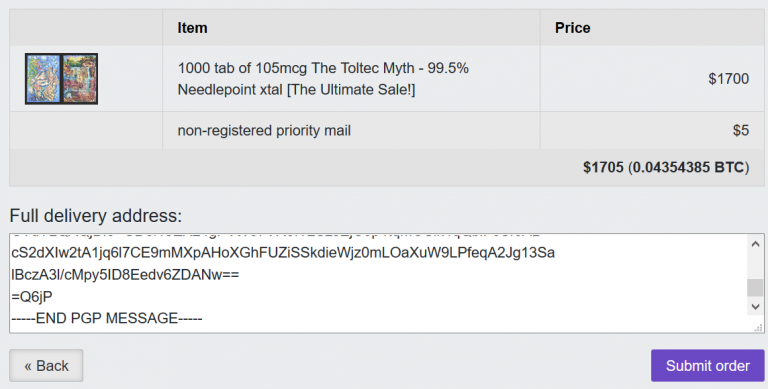 Item Price
1000 tab of 105mcg The Toltec Myth - 99.5%
Needlepoint xtal [The Ultimate Sale!]
$1700
non-registered priority mail $5
$1705 (0.04354385 BTC)
Full delivery address:
cS2dXIw2tA1jq6l7CE9mMXpAHoXGhFUZiSSkdieWjz0mLOaXuW9LPfeqA2Jg13Sa
lBczA3l/cMpy5ID8Eedv6ZDANw==
=Q6jP
-----END PGP MESSAGE-----
« Back Submit order